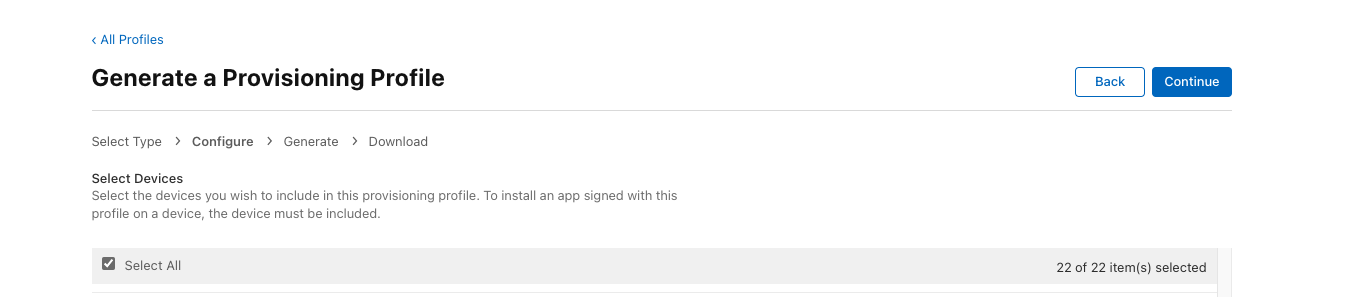 ‹ All Profiles
Generate a Provisioning Profile
Back
Continue
Select Type > Configure > Generate > Download
Select Devices
Select the devices you wish to include in this provisioning profile. To install an app signed with this
profile on a device, the device must be included.
Select All
22 of 22 item(s) selected